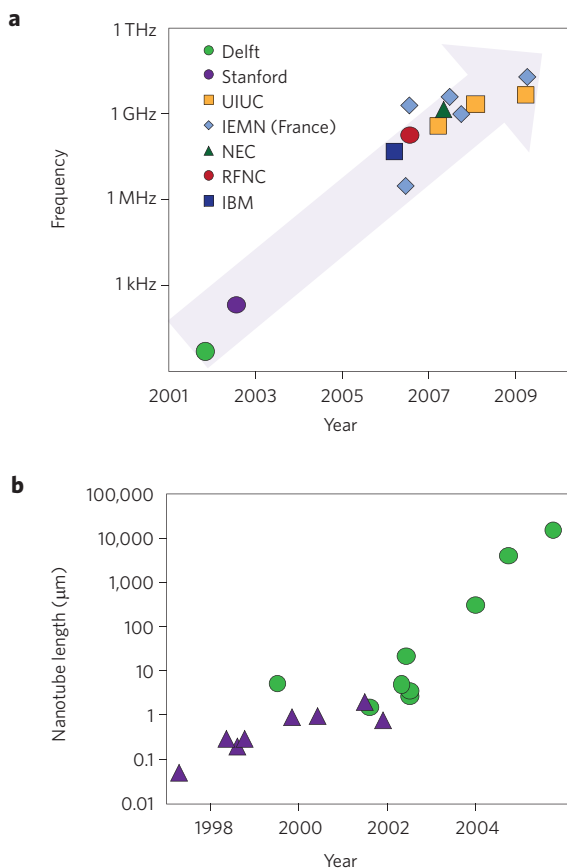 a
1 THz
1 GHz
1 MHz
1 kHz
Frequency
Delft
Stanford
UIUC
IEMN (France)
NEC
RFNC
IBM
2001 2003 2005 2007 2009
Year
b
100,000
10,000
1,000
100
10
1
0.1
0.01
Nanotube length (μm)
1998 2000 2002 2004
Year